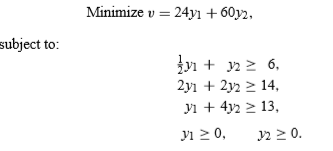 Minimize v = 24y₁ + 60y₂,
subject to:
½y₁ + y₂ ≥ 6,
2y₁ + 2y₂ ≥ 14,
y₁ + 4y₂ ≥ 13,
y₁ ≥ 0, y₂ ≥ 0.